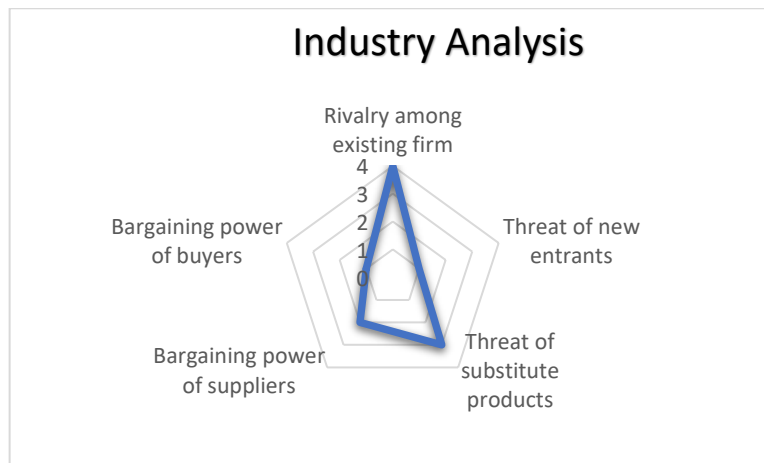 Industry Analysis
Rivalry among
existing firm
4
3
2
1
0
Threat of new
entrants
Threat of
substitute
products
Bargaining power
of suppliers
Bargaining power
of buyers